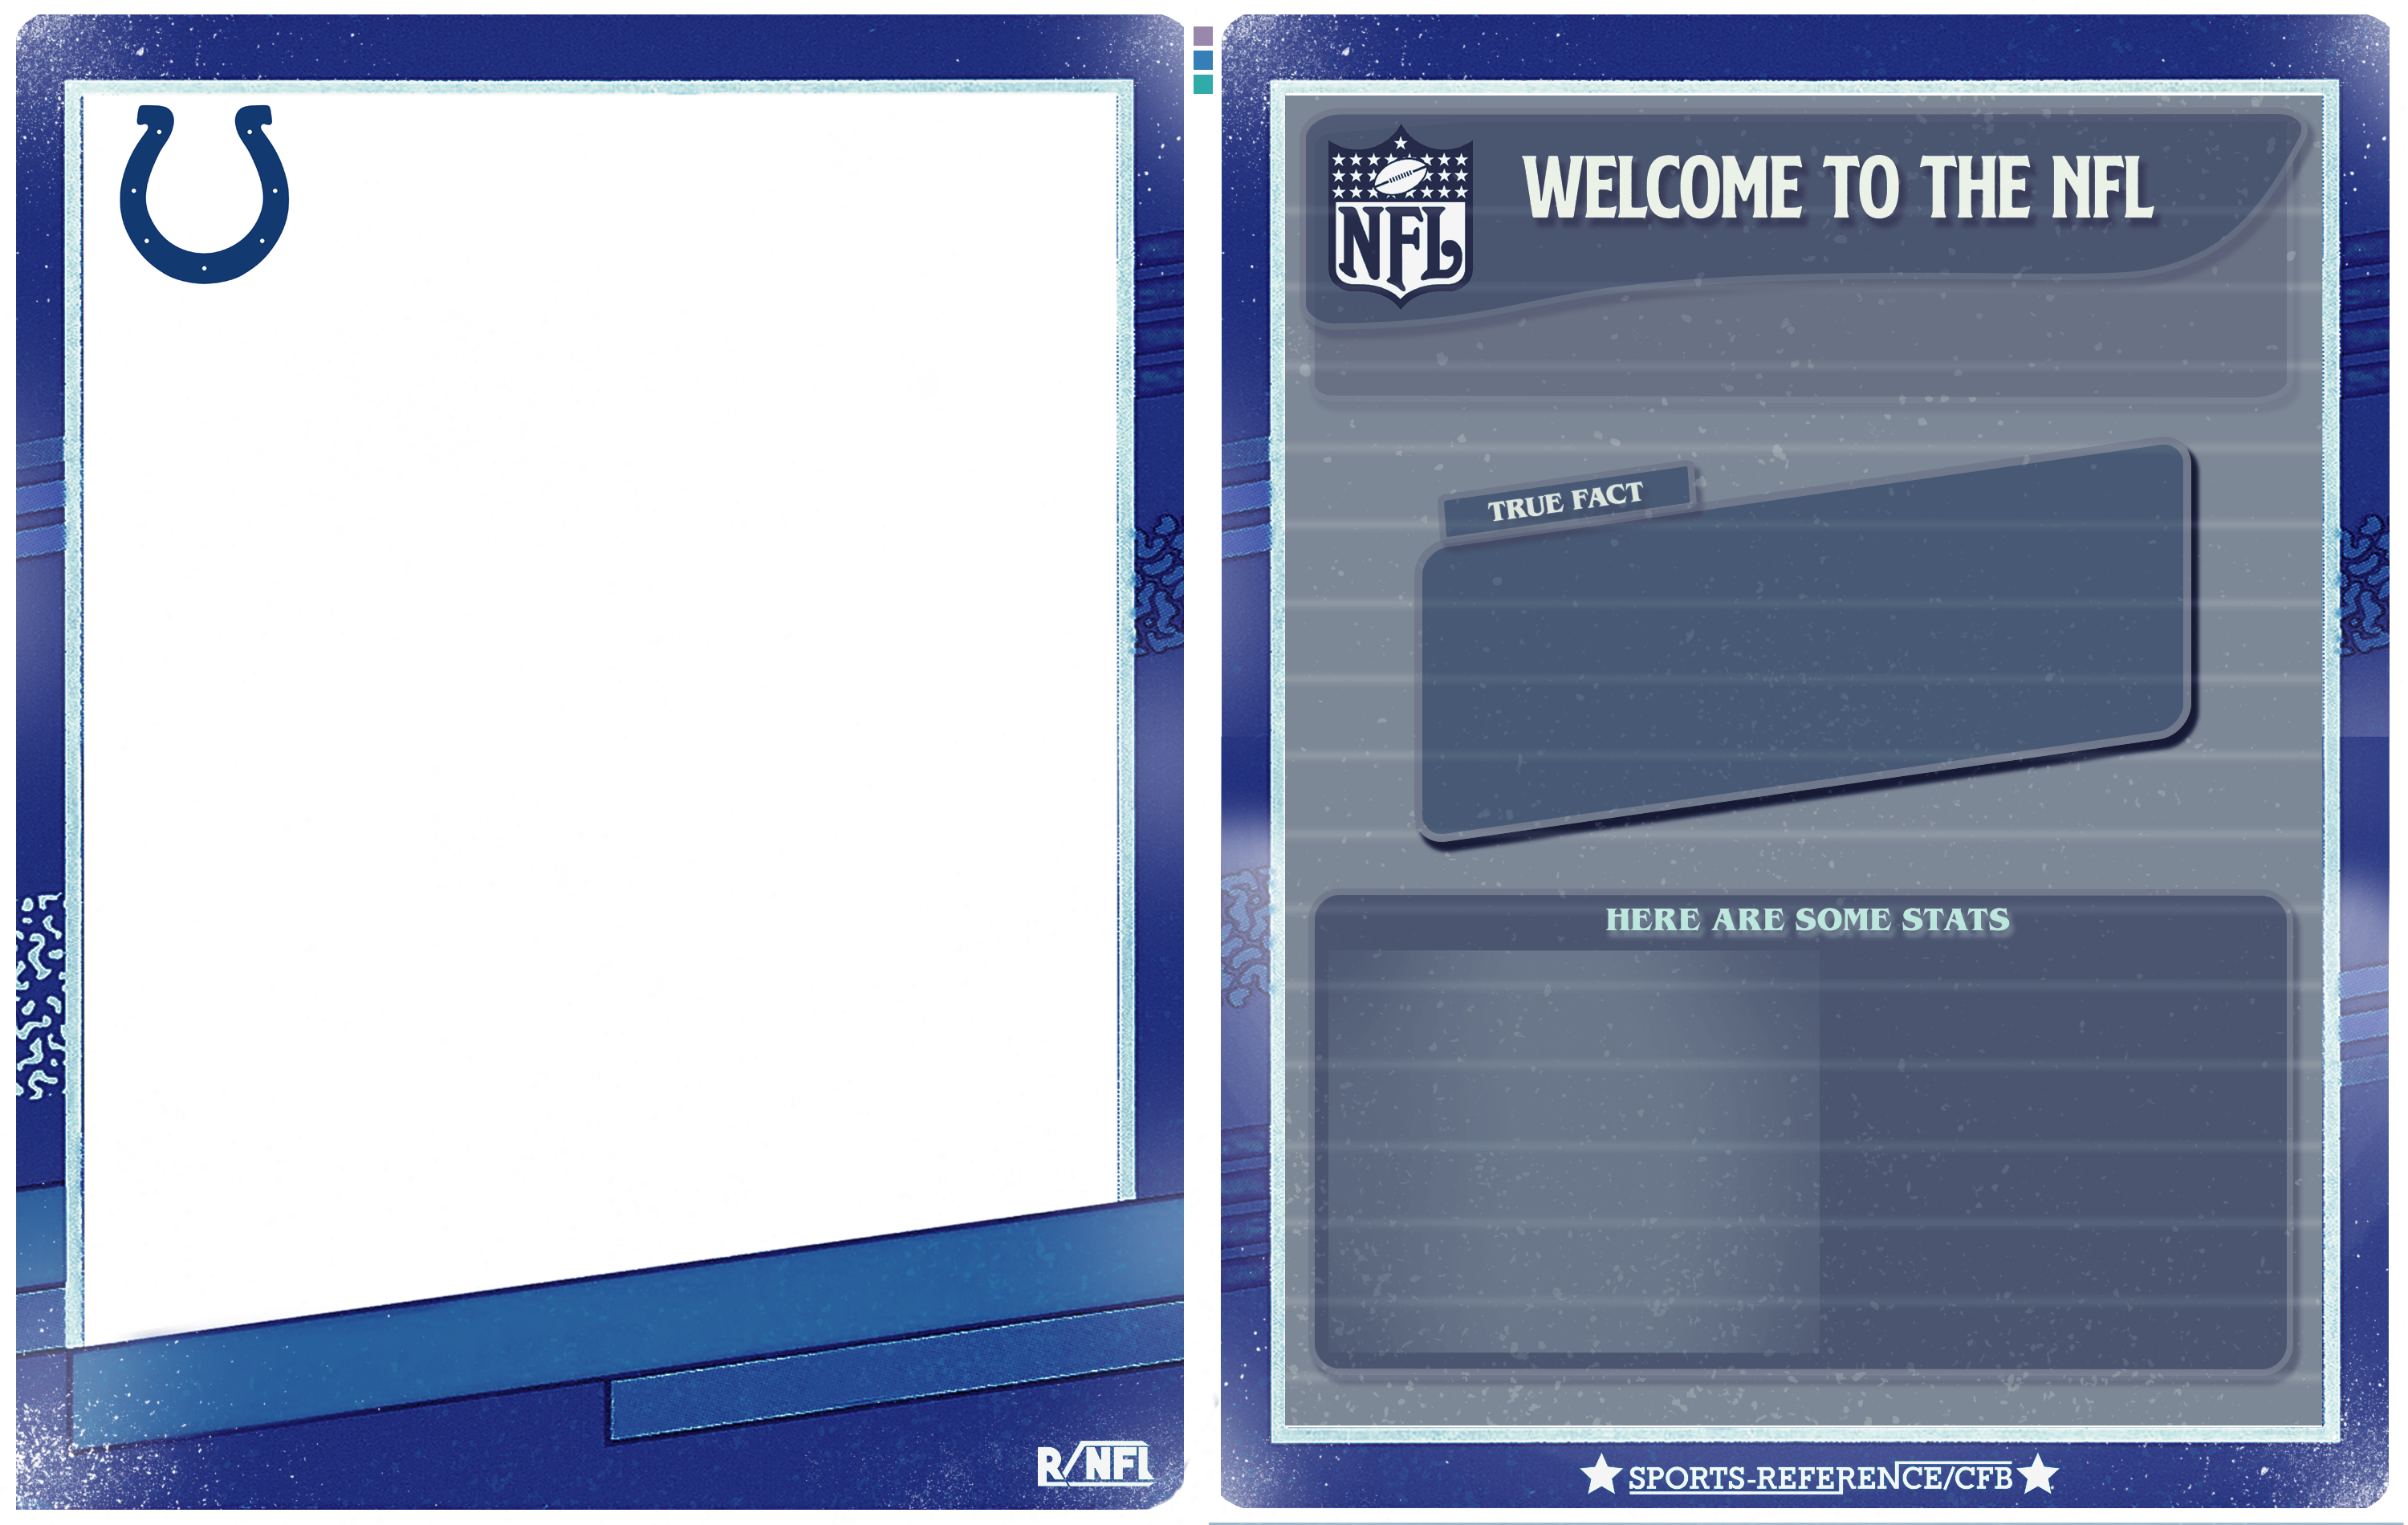 R/NFL
NFL
WELCOME TO THE NFL
TRUE FACT
HERE ARE SOME STATS
SPORTS-REFERENCE/CFB